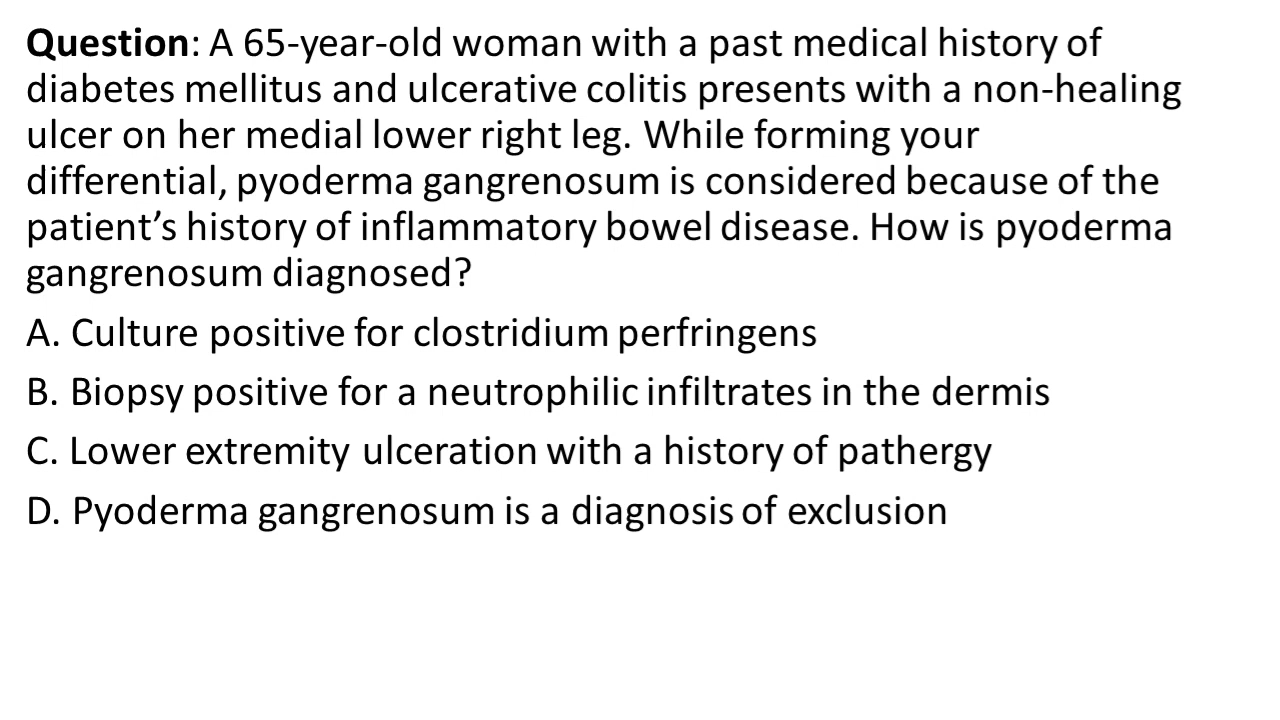 Question: A 65-year-old woman with a past medical history of
diabetes mellitus and ulcerative colitis presents with a non-healing
ulcer on her medial lower right leg. While forming your
differential, pyoderma gangrenosum is considered because of the
patient’s history of inflammatory bowel disease. How is pyoderma
gangrenosum diagnosed?
A. Culture positive for clostridium perfringens
B. Biopsy positive for a neutrophilic infiltrates in the dermis
C. Lower extremity ulceration with a history of pathergy
D. Pyoderma gangrenosum is a diagnosis of exclusion